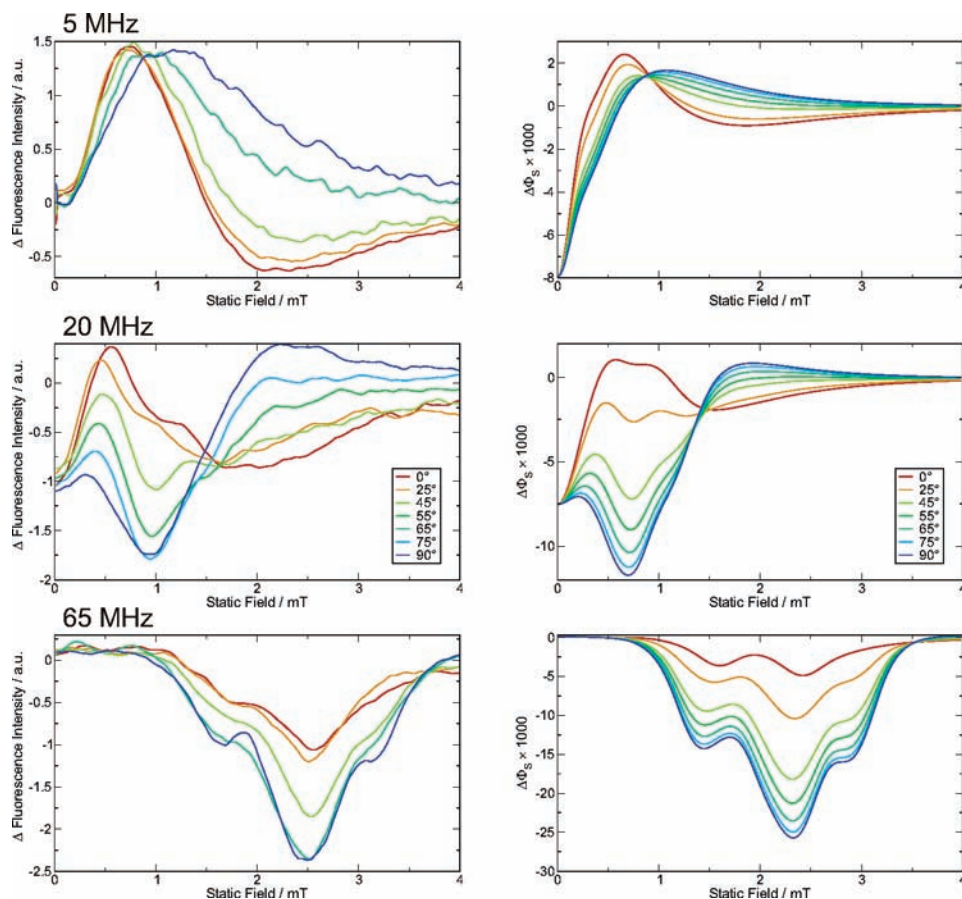 5 MHz
1.5
1
0.5
0
-0.5
Δ Fluorescence Intensity / a.u.
0 1 2 3 4
Static Field / mT
2
0
-2
-4
-6
-8
ΔΦS × 1000
0 1 2 3 4
Static Field / mT
20 MHz
0
-0.5
-1
-1.5
-2
Δ Fluorescence Intensity / a.u.
0°
25°
45°
55°
65°
75°
90°
0 1 2 3 4
Static Field / mT
0
-5
-10
ΔΦS × 1000
0°
25°
45°
55°
65°
75°
90°
0 1 2 3 4
Static Field / mT
65 MHz
0
-0.5
-1
-1.5
-2
-2.5
Δ Fluorescence Intensity / a.u.
0 1 2 3 4
Static Field / mT
0
-5
-10
-15
-20
-25
-30
ΔΦS × 1000
0 1 2 3 4
Static Field / mT